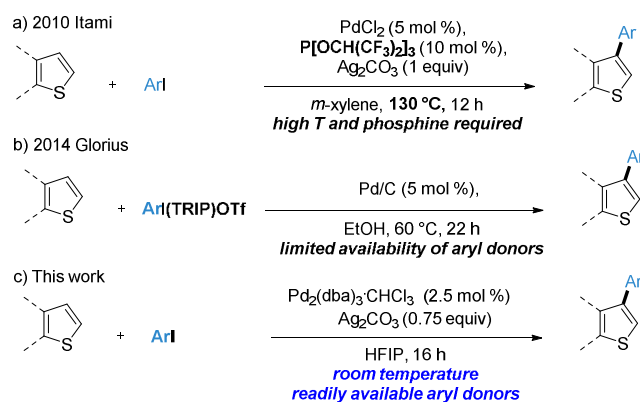 a) 2010 Itami
PdCl2 (5 mol %),
P[OCH(CF3)2]3 (10 mol %),
Ag2CO3 (1 equiv)
S + ArI
Ar
S
m-xylene, 130 °C, 12 h
high T and phosphine required
b) 2014 Glorius
Pd/C (5 mol %),
S + ArI(TRIP)OTf
Ar
S
EtOH, 60 °C, 22 h
limited availability of aryl donors
c) This work
Pd2(dba)3·CHCl3 (2.5 mol %)
Ag2CO3 (0.75 equiv)
S + ArI
Ar
S
HFIP, 16 h
room temperature
readily available aryl donors